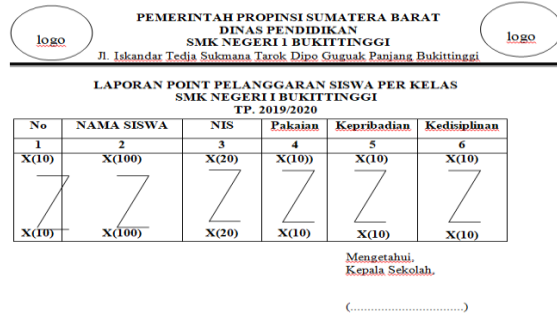 PEMERINTAH PROPINSI SUMATERA BARAT
DINAS PENDIDIKAN
SMK NEGERI 1 BUKITTINGGI
Jl. Iskandar Tedja Sukmana Tarok Dipo Guguak Panjang Bukittinggi
logo
logo
LAPORAN POINT PELANGGARAN SISWA PER KELAS
SMK NEGERI I BUKITTINGGI
TP. 2019/2020
No NAMA SISWA NIS Pakaian Kepribadian Kedisiplinan
1 2 3 4 5 6
X(10) X(100) X(20) X(10)) X(10) X(10)
X(10) X(100) X(20) X(10) X(10) X(10)
Mengetahui,
Kepala Sekolah,
(..............................)